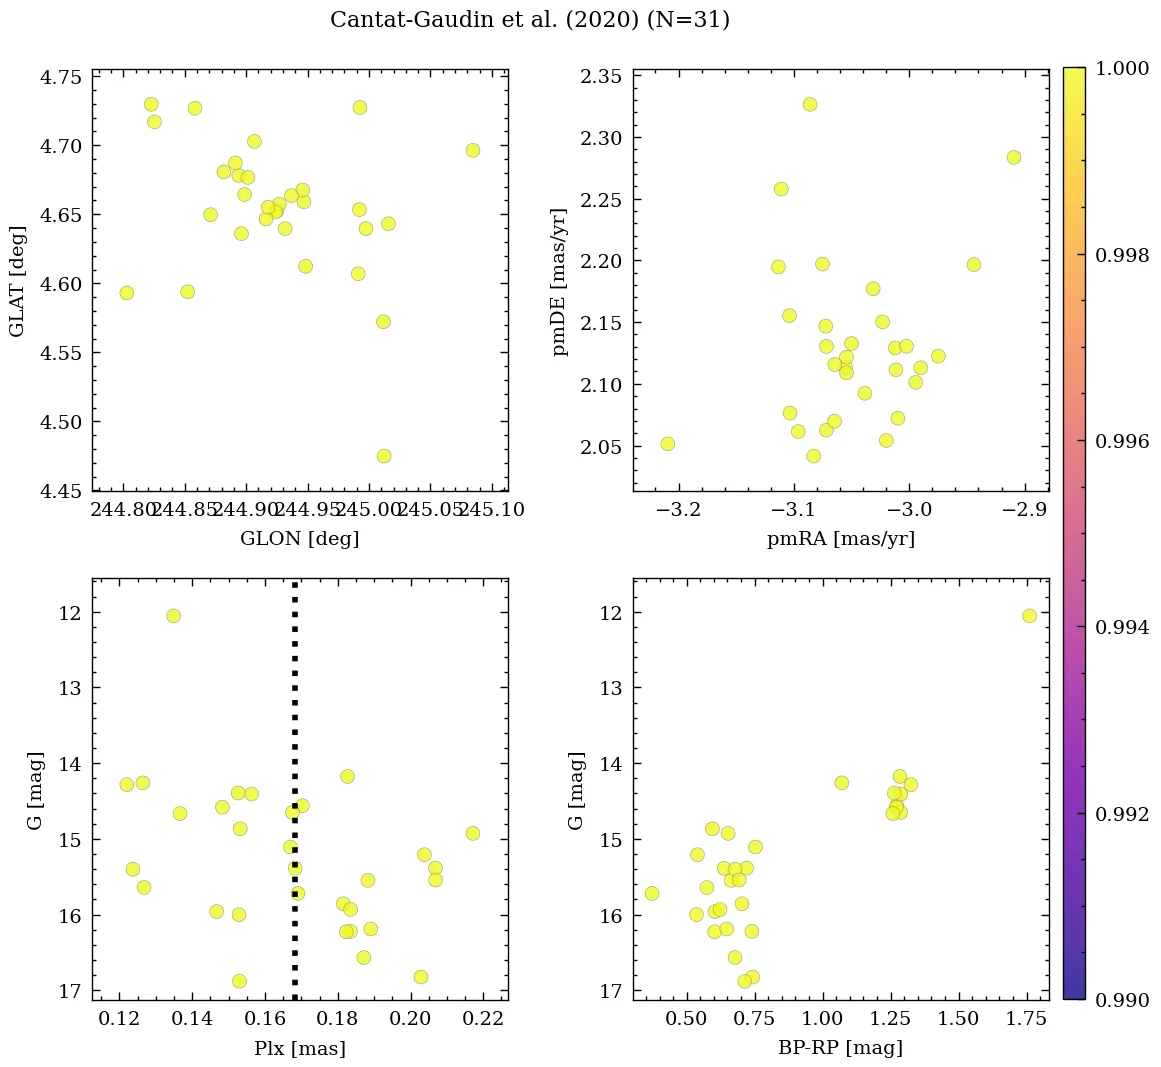 Cantat-Gaudin et al. (2020) (N=31)
4.75
4.70
4.65
4.60
4.55
4.50
4.45
GLAT [deg]
244.80 244.85 244.90 244.95 245.00 245.05 245.10
GLON [deg]
2.35
2.30
2.25
2.20
2.15
2.10
2.05
pmDE [mas/yr]
−3.2 −3.1 −3.0 −2.9
pmRA [mas/yr]
1.000
0.998
0.996
0.994
0.992
0.990
12
13
14
15
16
17
G [mag]
0.12 0.14 0.16 0.18 0.20 0.22
Plx [mas]
12
13
14
15
16
17
G [mag]
0.50 0.75 1.00 1.25 1.50 1.75
BP-RP [mag]